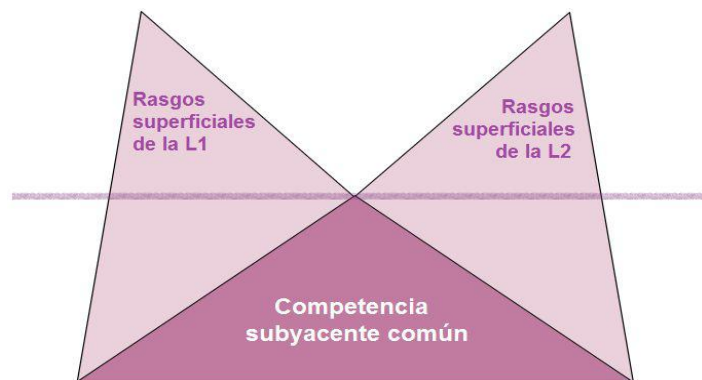 Rasgos
superficiales
de la L1
Rasgos
superficiales
de la L2
Competencia
subyacente común